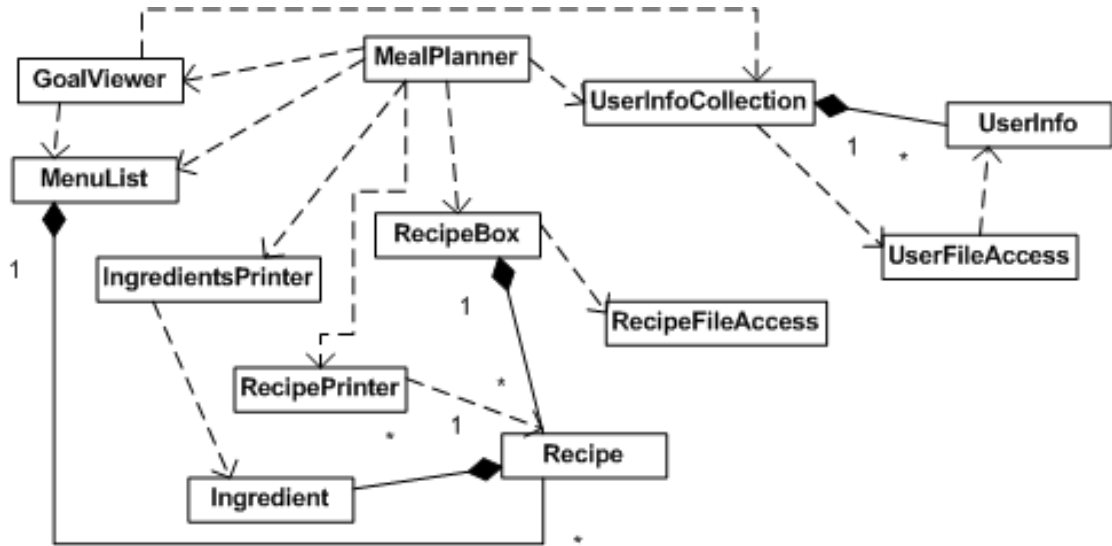 MealPlanner
GoalViewer
UserInfoCollection
UserInfo
1
*
MenuList
RecipeBox
UserFileAccess
1
IngredientsPrinter
1
RecipeFileAccess
RecipePrinter
*
*
1
Recipe
Ingredient
*